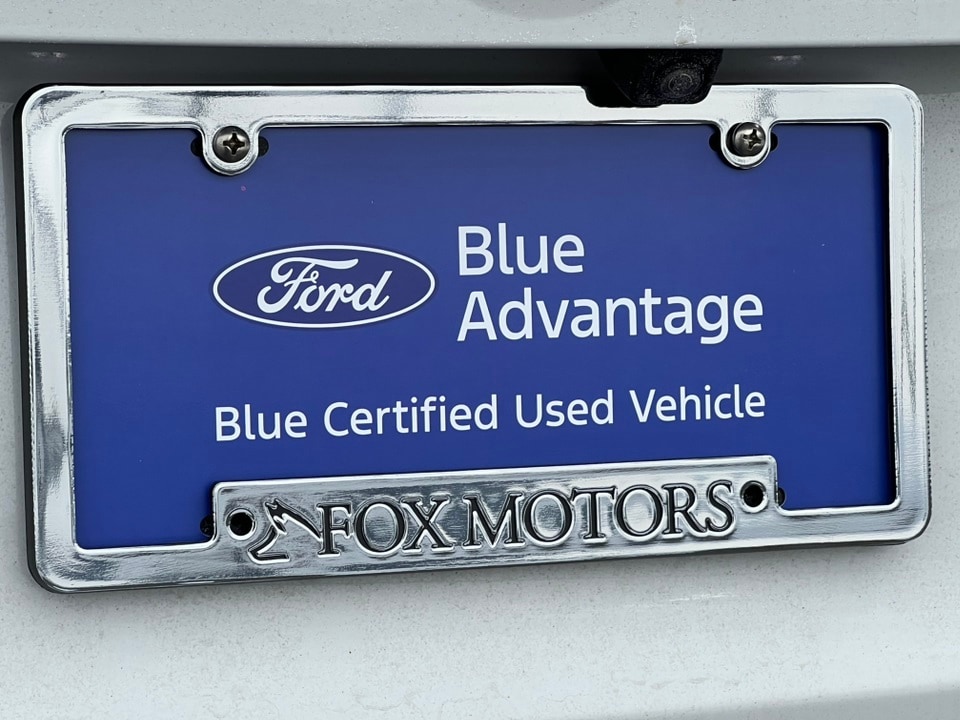 Ford
Blue
Advantage
Blue Certified Used Vehicle
FOX MOTORS